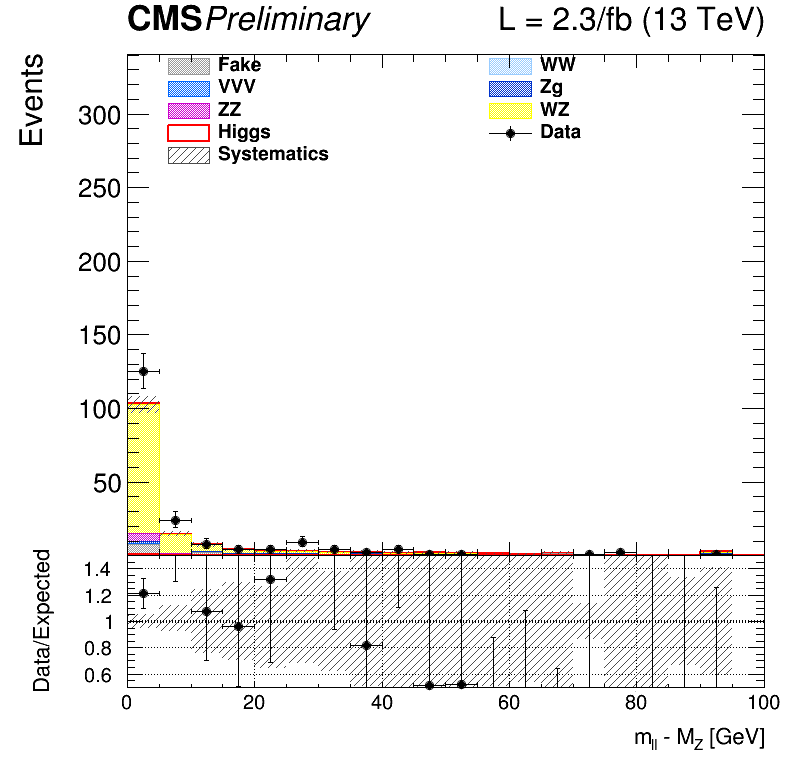 CMS Preliminary L = 2.3/fb (13 TeV)
Events
Fake WW
VVV Zg
ZZ WZ
Higgs Data
Systematics
300
250
200
150
100
50
Data/Expected
1.4
1.2
1
0.8
0.6
0 20 40 60 80 100
m_ll - M_Z [GeV]